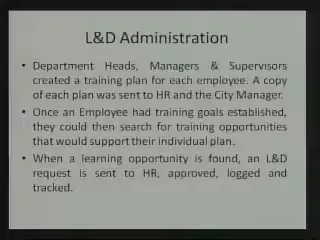 L&D Administration
• Department Heads, Managers & Supervisors
created a training plan for each employee. A copy
of each plan was sent to HR and the City Manager.
• Once an Employee had training goals established,
they could then search for training opportunities
that would support their individual plan.
• When a learning opportunity is found, an L&D
request is sent to HR, approved, logged and
tracked.